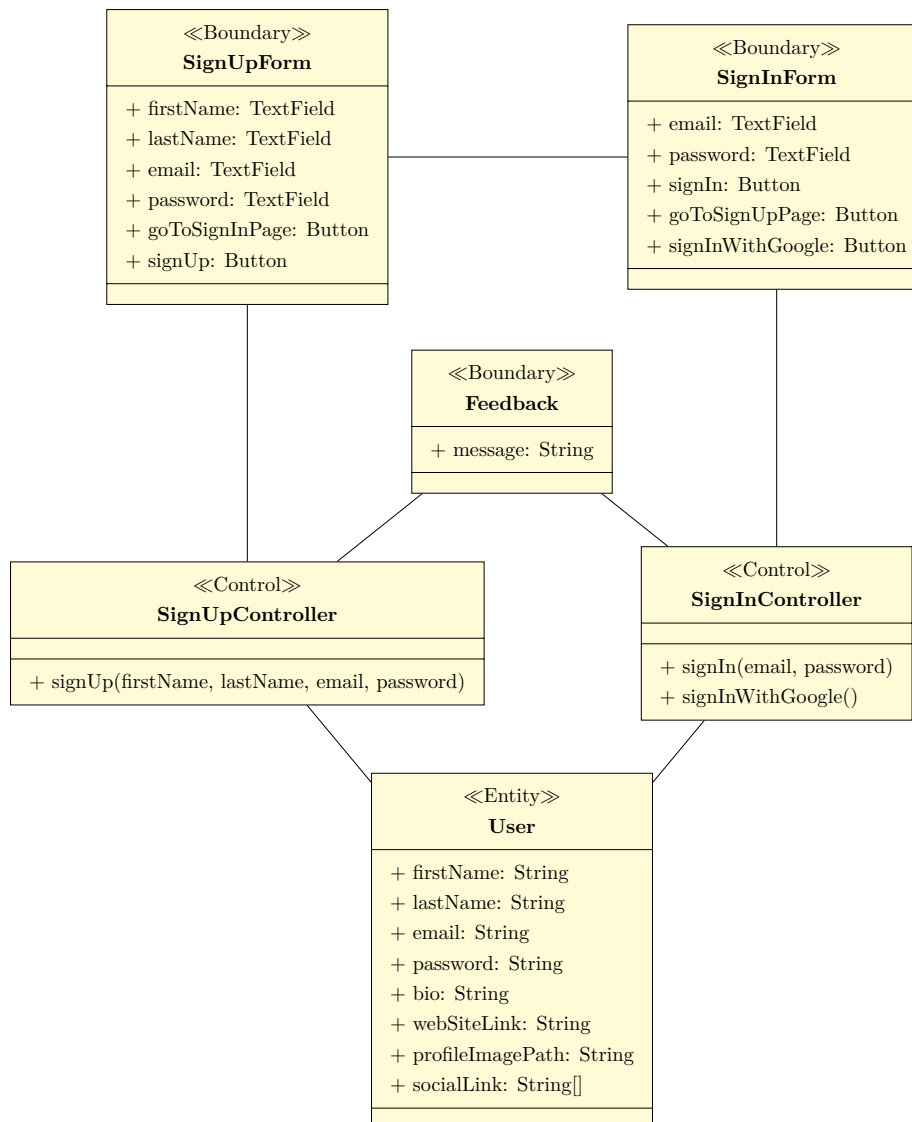 ≪Boundary≫
SignUpForm
+ firstName: TextField
+ lastName: TextField
+ email: TextField
+ password: TextField
+ goToSignInPage: Button
+ signUp: Button
≪Boundary≫
SignInForm
+ email: TextField
+ password: TextField
+ signIn: Button
+ goToSignUpPage: Button
+ signInWithGoogle: Button
≪Boundary≫
Feedback
+ message: String
≪Control≫
SignUpController
+ signUp(firstName, lastName, email, password)
≪Control≫
SignInController
+ signIn(email, password)
+ signInWithGoogle()
≪Entity≫
User
+ firstName: String
+ lastName: String
+ email: String
+ password: String
+ bio: String
+ webSiteLink: String
+ profileImagePath: String
+ socialLink: String[]